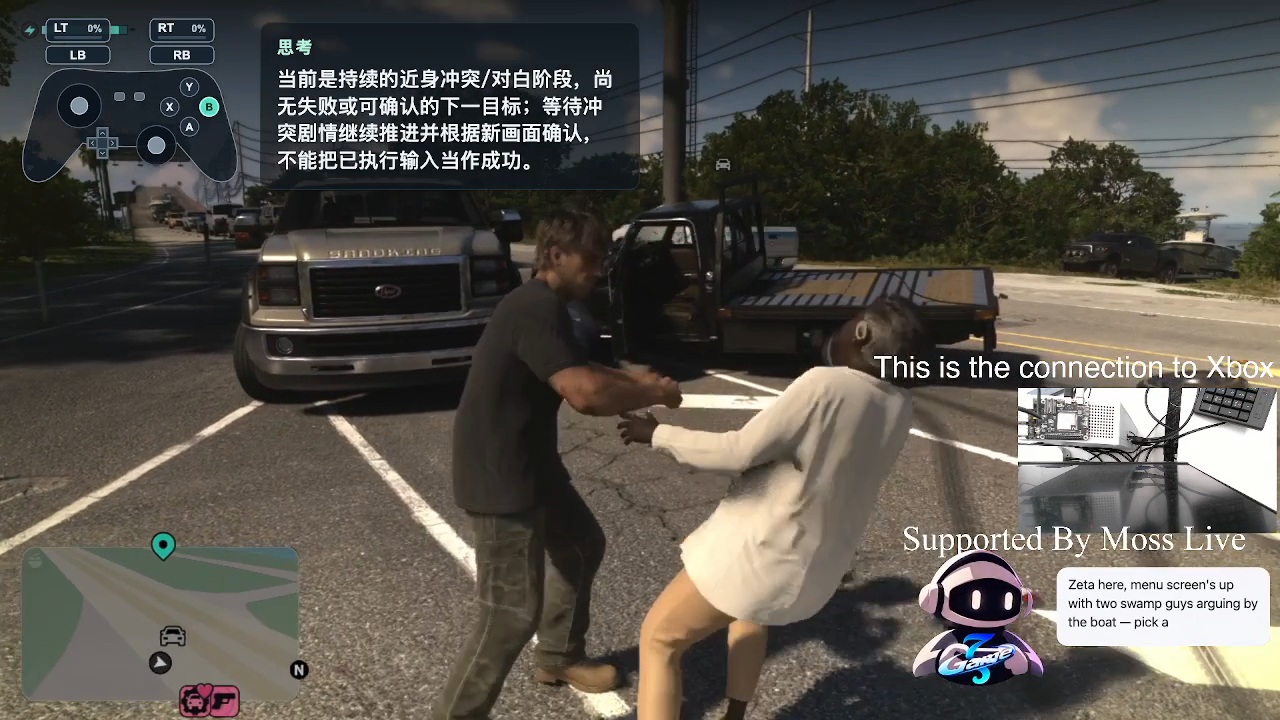 LT 0%
RT 0%
LB
RB
Y
X
B
A
思考
当前是持续的近身冲突/对白阶段，尚
无失败或可确认的下一目标；等待冲
突剧情继续推进并根据新画面确认，
不能把已执行输入当作成功。
This is the connection to Xbox
Supported By Moss Live
Zeta here, menu screen's up
with two swamp guys arguing by
the boat — pick a
Game
N